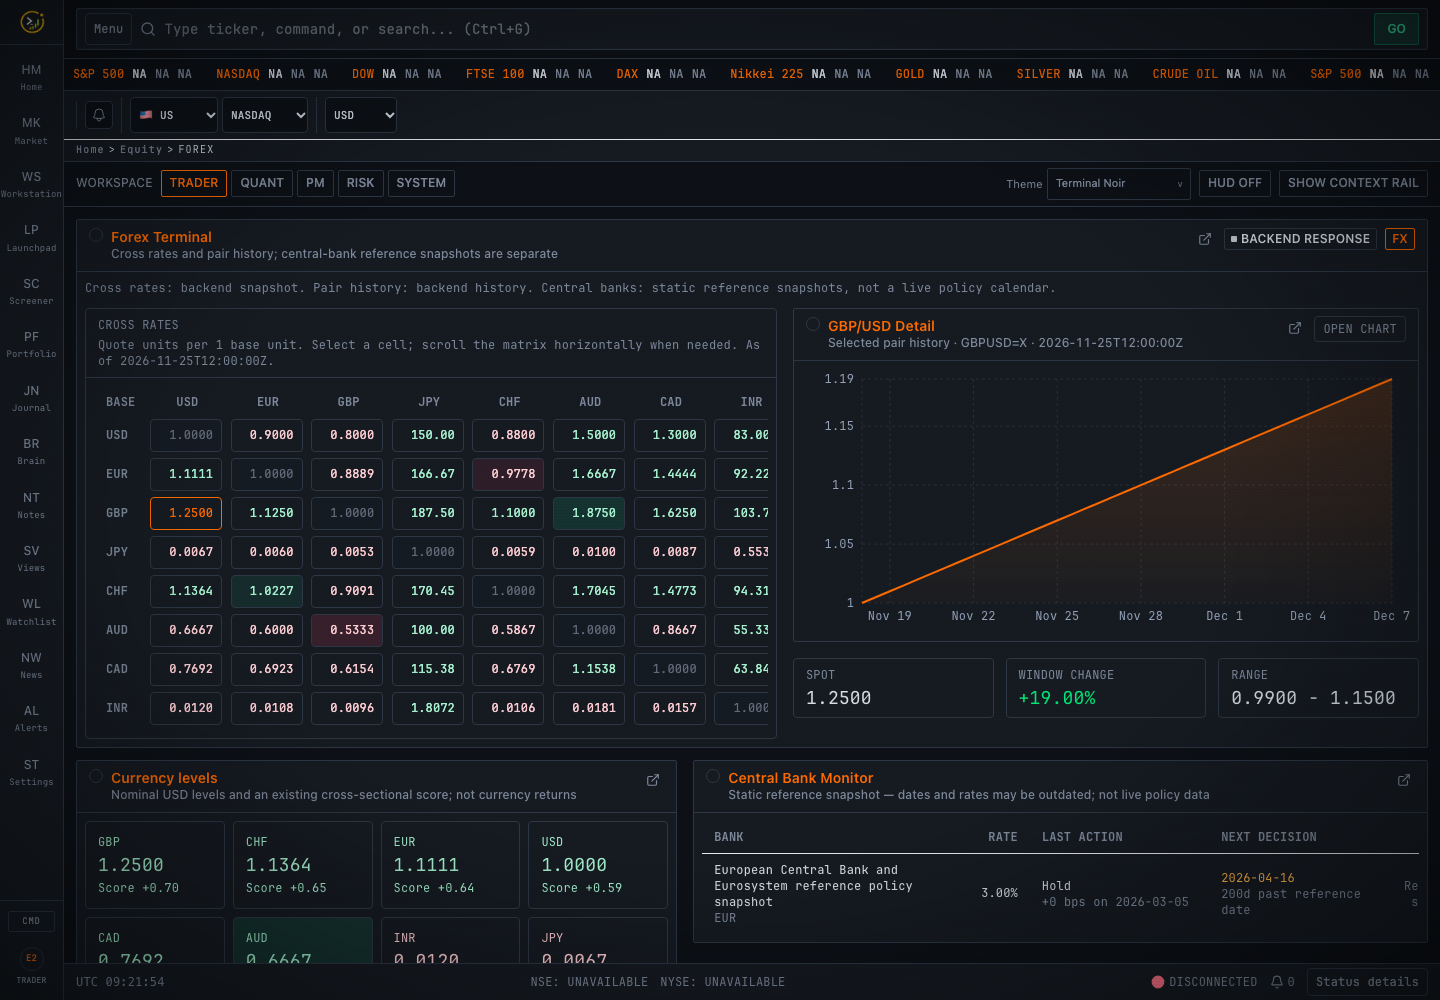 Menu
Type ticker, command, or search... (Ctrl+G)
GO
S&P 500 NA NA NA
NASDAQ NA NA NA
DOW NA NA NA
FTSE 100 NA NA NA
DAX NA NA NA
Nikkei 225 NA NA NA
GOLD NA NA NA
SILVER NA NA NA
CRUDE OIL NA NA NA
S&P 500 NA NA NA
US
NASDAQ
USD
Home > Equity > FOREX
WORKSPACE
TRADER
QUANT
PM
RISK
SYSTEM
Theme
Terminal Noir
HUD OFF
SHOW CONTEXT RAIL
HM
Home
MK
Market
WS
Workstation
LP
Launchpad
SC
Screener
PF
Portfolio
JN
Journal
BR
Brain
NT
Notes
SV
Views
WL
Watchlist
NW
News
AL
Alerts
ST
Settings
CMD
E2
TRADER
Forex Terminal
Cross rates and pair history; central-bank reference snapshots are separate
BACKEND RESPONSE
FX
Cross rates: backend snapshot. Pair history: backend history. Central banks: static reference snapshots, not a live policy calendar.
CROSS RATES
Quote units per 1 base unit. Select a cell; scroll the matrix horizontally when needed. As
of 2026-11-25T12:00:00Z.
BASE USD EUR GBP JPY CHF AUD CAD INR
USD 1.0000 0.9000 0.8000 150.00 0.8800 1.5000 1.3000 83.00
EUR 1.1111 1.0000 0.8889 166.67 0.9778 1.6667 1.4444 92.22
GBP 1.2500 1.1250 1.0000 187.50 1.1000 1.8750 1.6250 103.7
JPY 0.0067 0.0060 0.0053 1.0000 0.0059 0.0100 0.0087 0.553
CHF 1.1364 1.0227 0.9091 170.45 1.0000 1.7045 1.4773 94.31
AUD 0.6667 0.6000 0.5333 100.00 0.5867 1.0000 0.8667 55.33
CAD 0.7692 0.6923 0.6154 115.38 0.6769 1.1538 1.0000 63.84
INR 0.0120 0.0108 0.0096 1.8072 0.0106 0.0181 0.0157 1.000
GBP/USD Detail
Selected pair history · GBPUSD=X · 2026-11-25T12:00:00Z
OPEN CHART
1.19
1.15
1.1
1.05
1
Nov 19 Nov 22 Nov 25 Nov 28 Dec 1 Dec 4 Dec 7
SPOT
1.2500
WINDOW CHANGE
+19.00%
RANGE
0.9900 - 1.1500
Currency levels
Nominal USD levels and an existing cross-sectional score; not currency returns
GBP
1.2500
Score +0.70
CHF
1.1364
Score +0.65
EUR
1.1111
Score +0.64
USD
1.0000
Score +0.59
CAD
0.7692
AUD
0.6667
INR
0.0120
JPY
0.0067
Central Bank Monitor
Static reference snapshot — dates and rates may be outdated; not live policy data
BANK RATE LAST ACTION NEXT DECISION
European Central Bank and
Eurosystem reference policy
snapshot
EUR
3.00%
Hold
+0 bps on 2026-03-05
2026-04-16
200d past reference
date
Re
s
UTC 09:21:54
NSE: UNAVAILABLE NYSE: UNAVAILABLE
DISCONNECTED
0
Status details